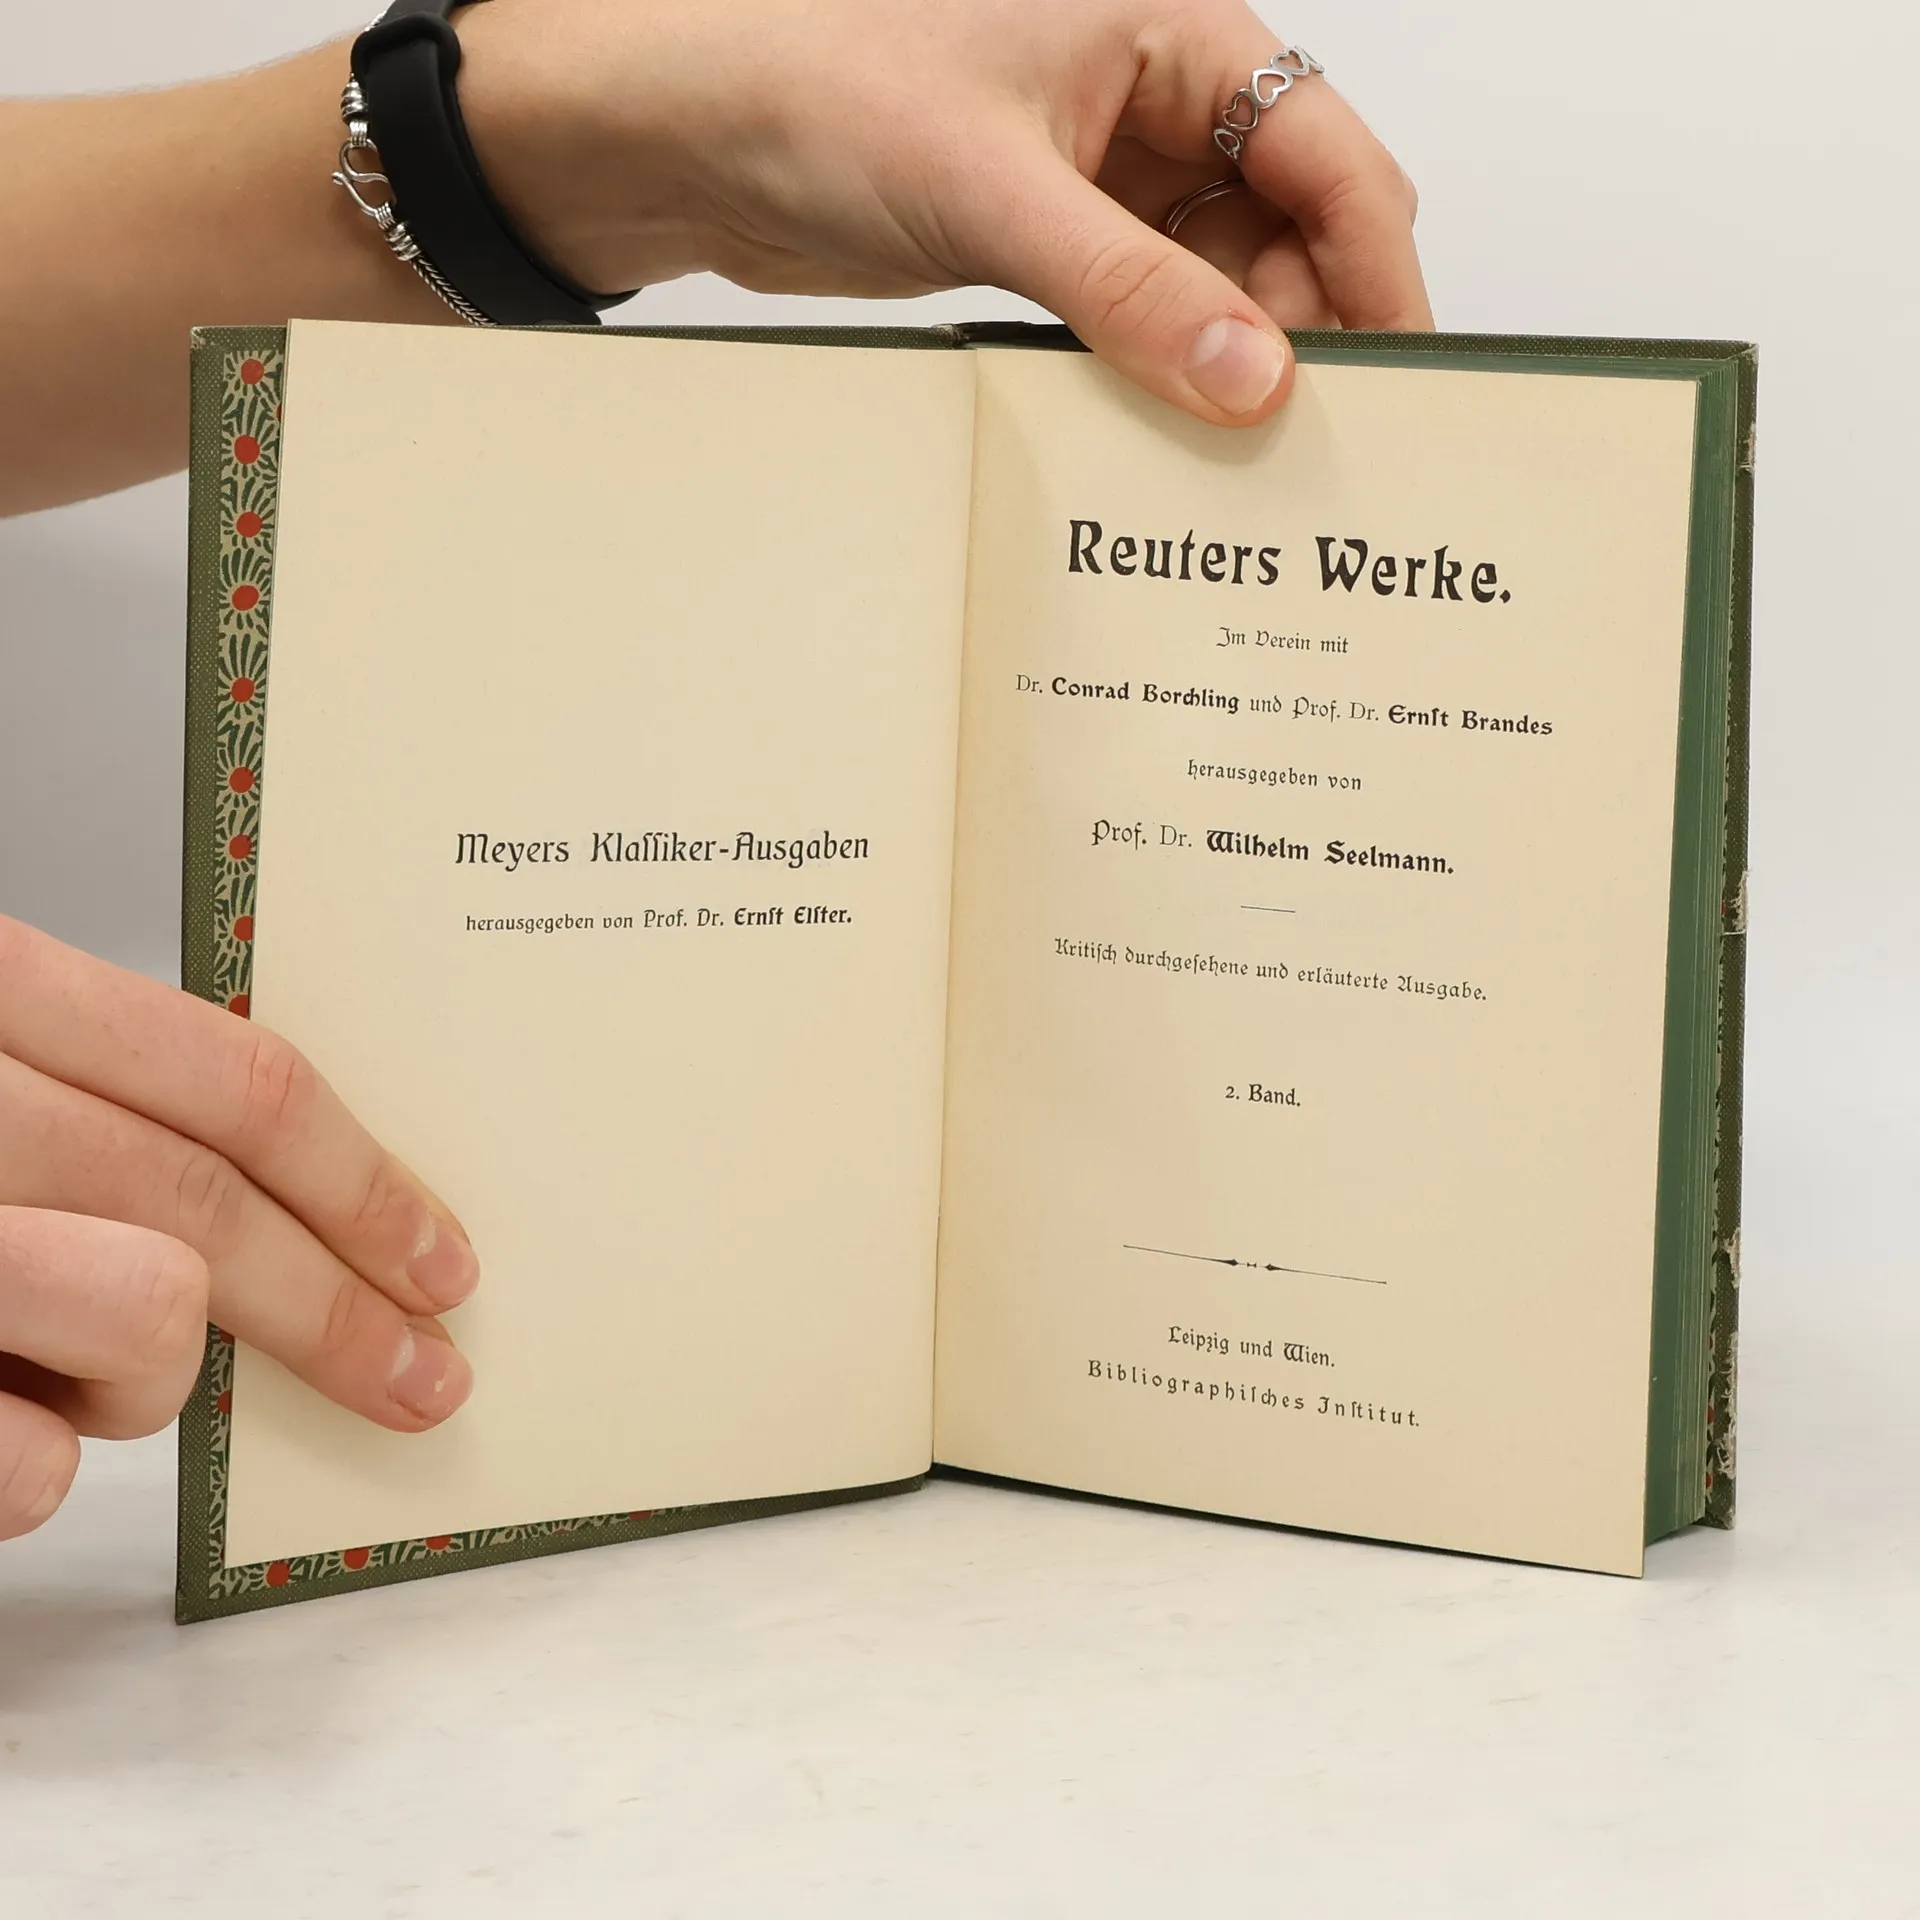 Meyers Klaſſiker-Ausgaben
herausgegeben von Prof. Dr. Ernſt Elſter.
Reuters Werke.
Im Verein mit
Dr. Conrad Borchling und Prof. Dr. Ernſt Brandes
herausgegeben von
Prof. Dr. Wilhelm Seelmann.
Kritiſch durchgeſehene und erläuterte Ausgabe.
2. Band.
Leipzig und Wien.
Bibliographiſches Inſtitut.